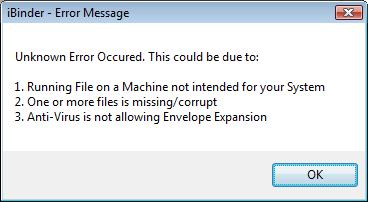 iBinder - Error Message
Unknown Error Occured. This could be due to:
1. Running File on a Machine not intended for your System
2. One or more files is missing/corrupt
3. Anti-Virus is not allowing Envelope Expansion
OK